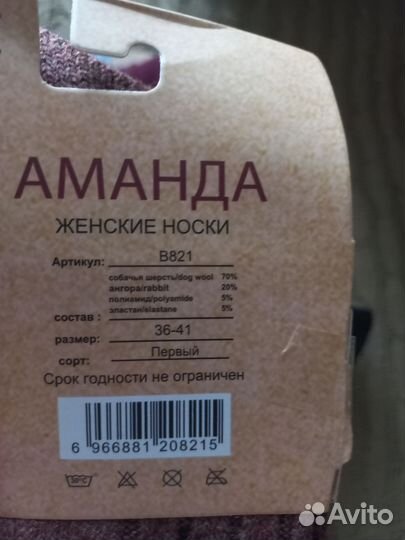 АМАНДА
ЖЕНСКИЕ НОСКИ
Артикул: B821
собачья шерсть/dog wool 70%
ангора/rabbit 20%
полиамид/polyamide 5%
эластан/elastane 5%
состав :
размер: 36-41
сорт: Первый
Срок годности не ограничен
6 966881 208215
30°C
Avito